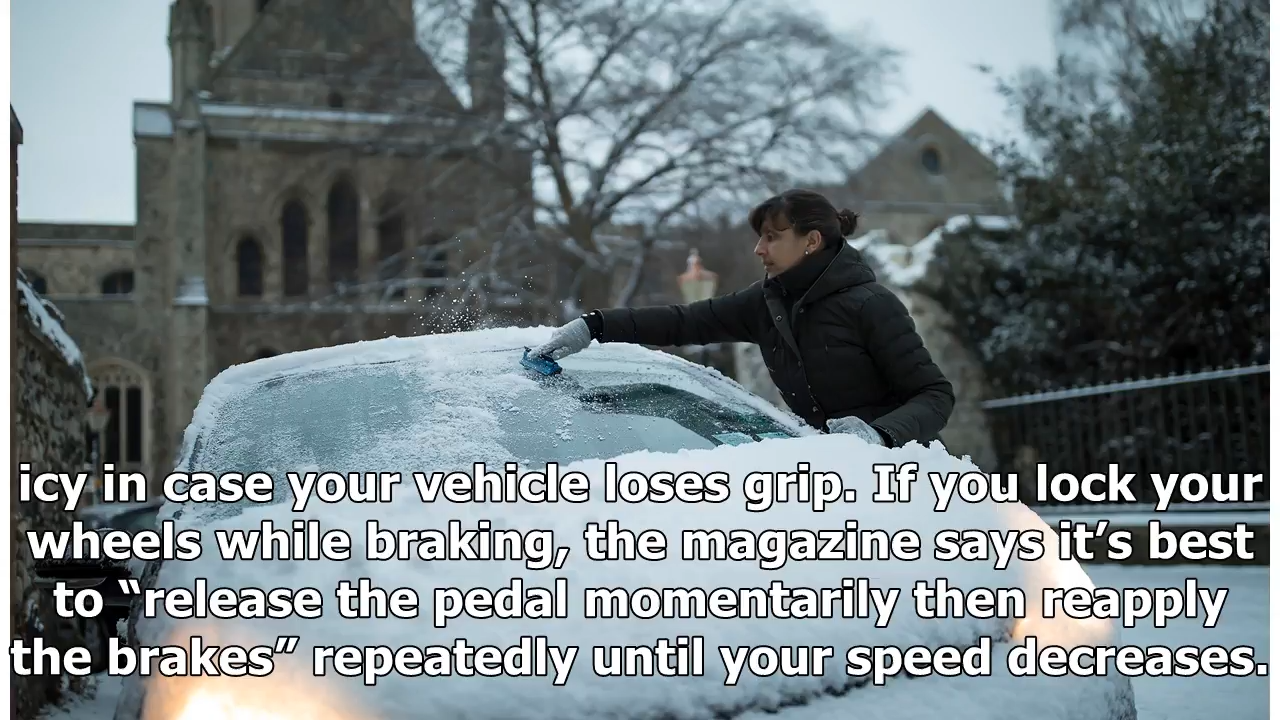 icy in case your vehicle loses grip. If you lock your
wheels while braking, the magazine says it’s best
to “release the pedal momentarily then reapply
the brakes” repeatedly until your speed decreases.